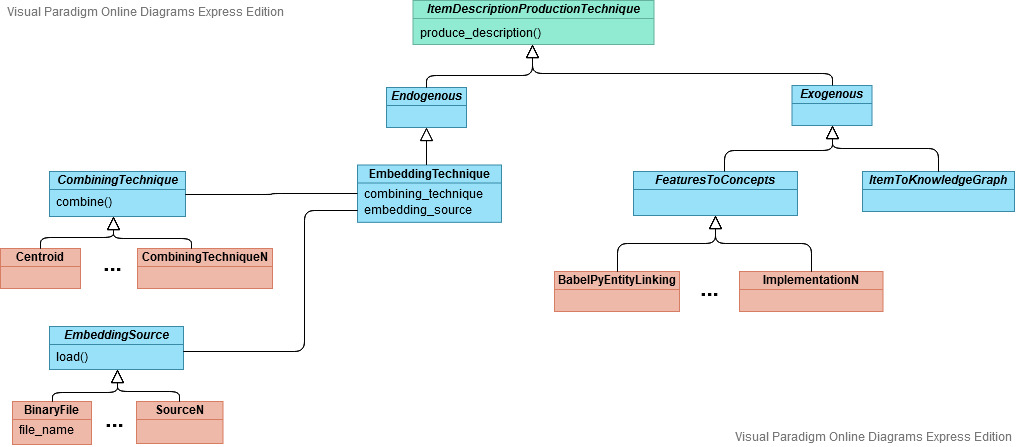 Visual Paradigm Online Diagrams Express Edition
ItemDescriptionProductionTechnique
produce_description()
Endogenous
Exogenous
EmbeddingTechnique
combining_technique
embedding_source
CombiningTechnique
combine()
FeaturesToConcepts
ItemToKnowledgeGraph
Centroid
...
CombiningTechniqueN
BabelPyEntityLinking
...
ImplementationN
EmbeddingSource
load()
BinaryFile
file_name
...
SourceN
Visual Paradigm Online Diagrams Express Edition